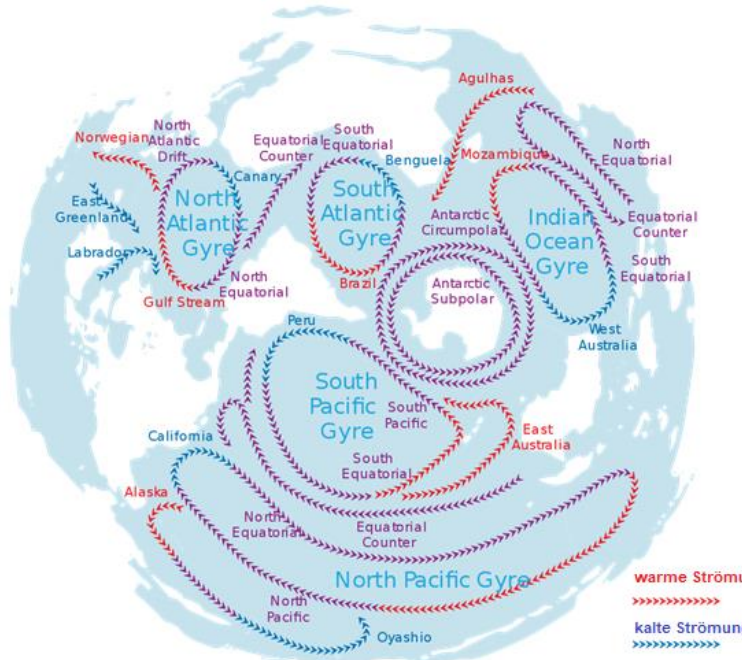 Agulhas
Norwegian
North
Atlantic
Drift
Equatorial
Counter
South
Equatorial
Benguela
Mozambique
North
Equatorial
Canary
North
Atlantic
Gyre
South
Atlantic
Gyre
East
Greenland
Labrador
Antarctic
Circumpolar
Indian
Ocean
Gyre
Equatorial
Counter
South
Equatorial
North
Equatorial
Gulf Stream
Brazil
Antarctic
Subpolar
West
Australia
Peru
South
Pacific
Gyre
South
Pacific
East
Australia
California
South
Equatorial
Alaska
North
Equatorial
Equatorial
Counter
North Pacific Gyre
North
Pacific
Oyashio
warme Strömu
kalte Strömun